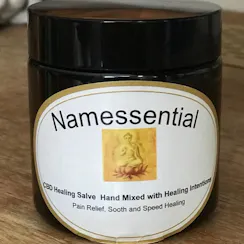 Namessential
CBD Healing Salve Hand Mixed with Healing Intentions
Pain Relief, Sooth and Speed Healing